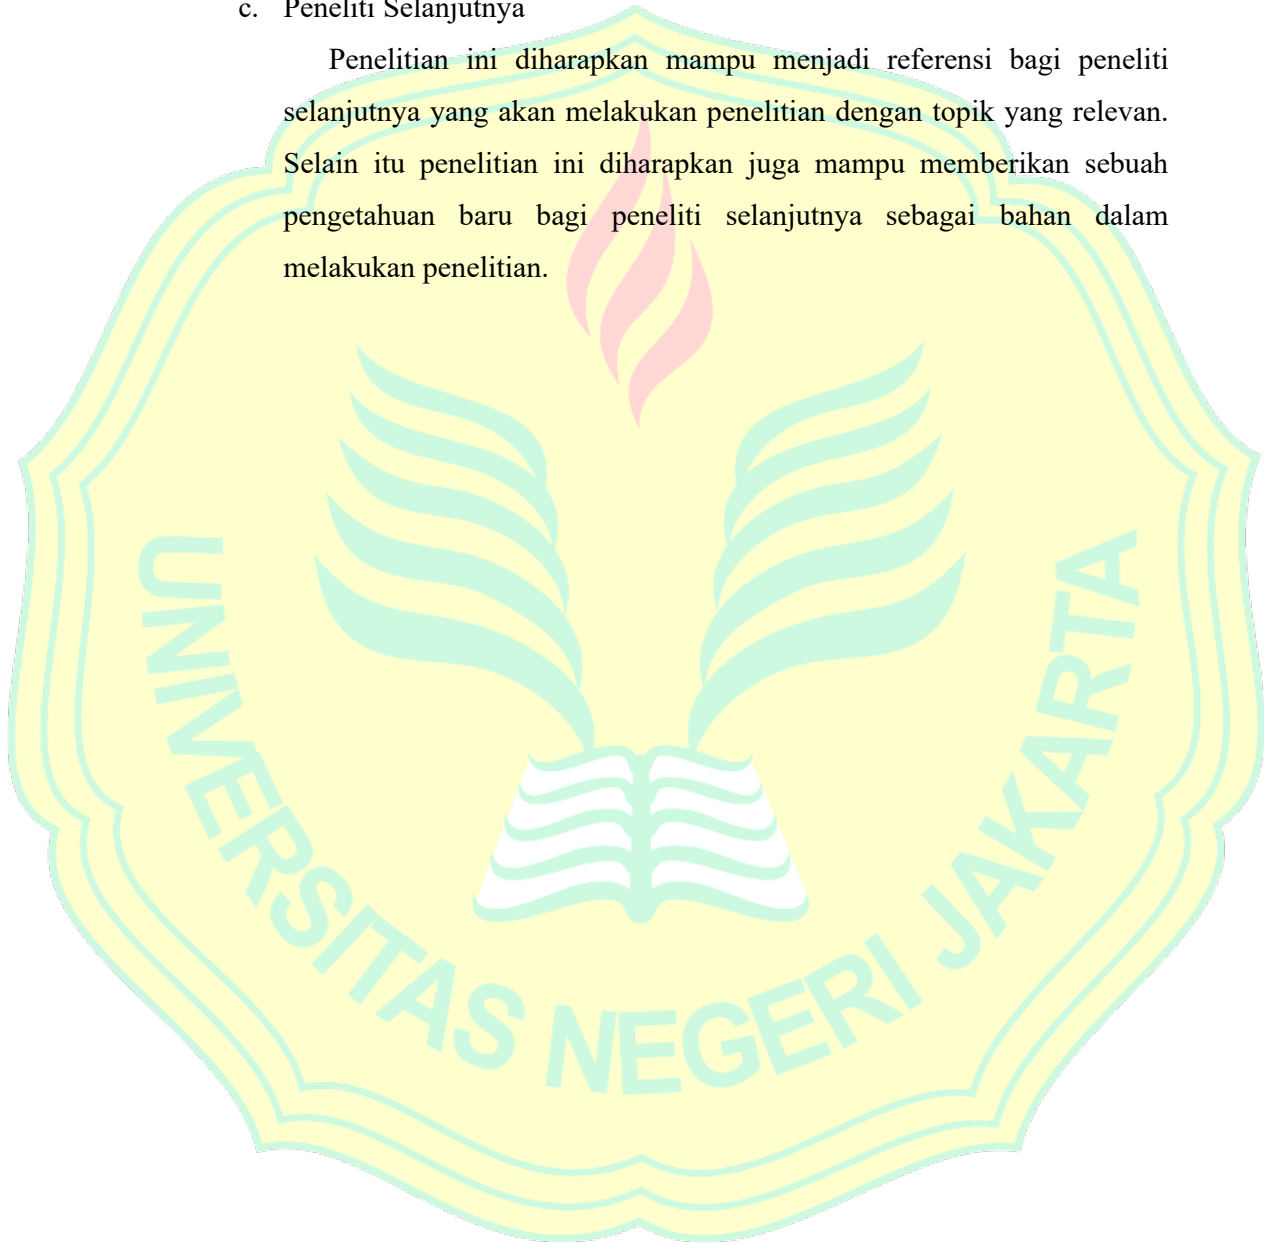 c. Peneliti Selanjutnya
Penelitian ini diharapkan mampu menjadi referensi bagi peneliti
selanjutnya yang akan melakukan penelitian dengan topik yang relevan.
Selain itu penelitian ini diharapkan juga mampu memberikan sebuah
pengetahuan baru bagi peneliti selanjutnya sebagai bahan dalam
melakukan penelitian.
UNIVERSITAS NEGERI JAKARTA